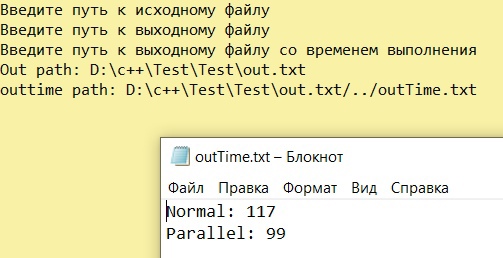 Введите путь к исходному файлу
Введите путь к выходному файлу
Введите путь к выходному файлу со временем выполнения
Out path: D:\c++\Test\Test\out.txt
outtime path: D:\c++\Test\Test\out.txt/../outTime.txt
outTime.txt – Блокнот
Файл Правка Формат Вид Справка
Normal: 117
Parallel: 99